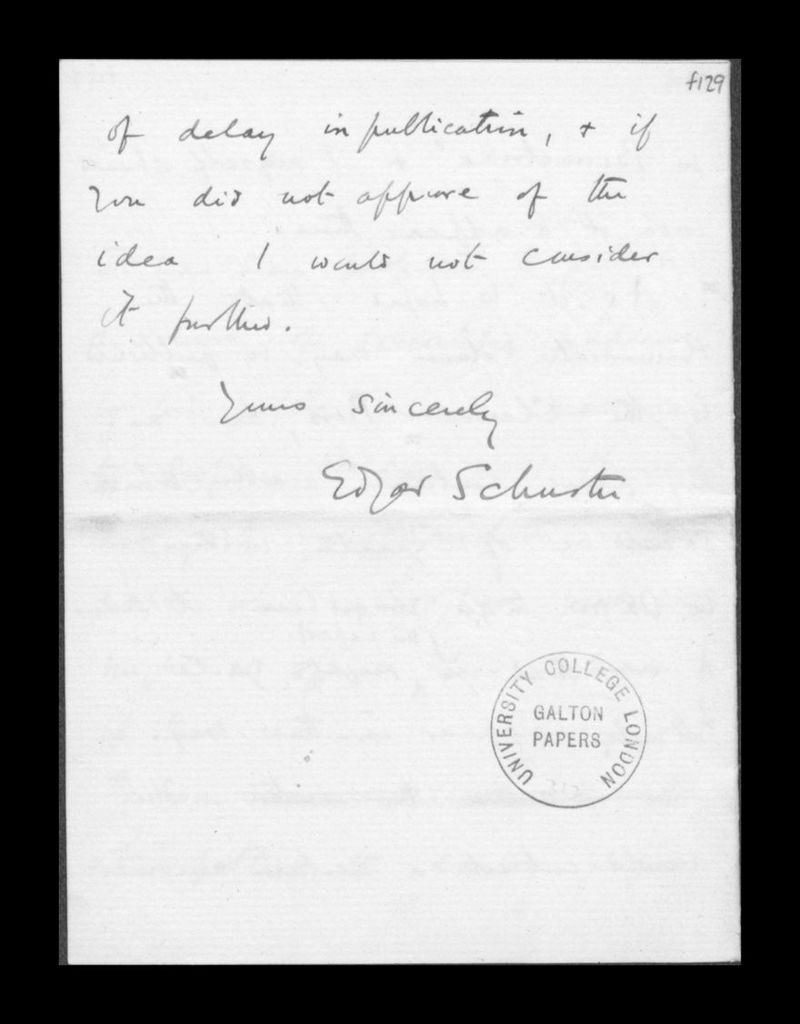 f129
of delay in publication, & if
you did not approve of the
idea I would not consider
it further.
Yours sincerely
Edgar Schuster
UNIVERSITY COLLEGE LONDON
GALTON
PAPERS